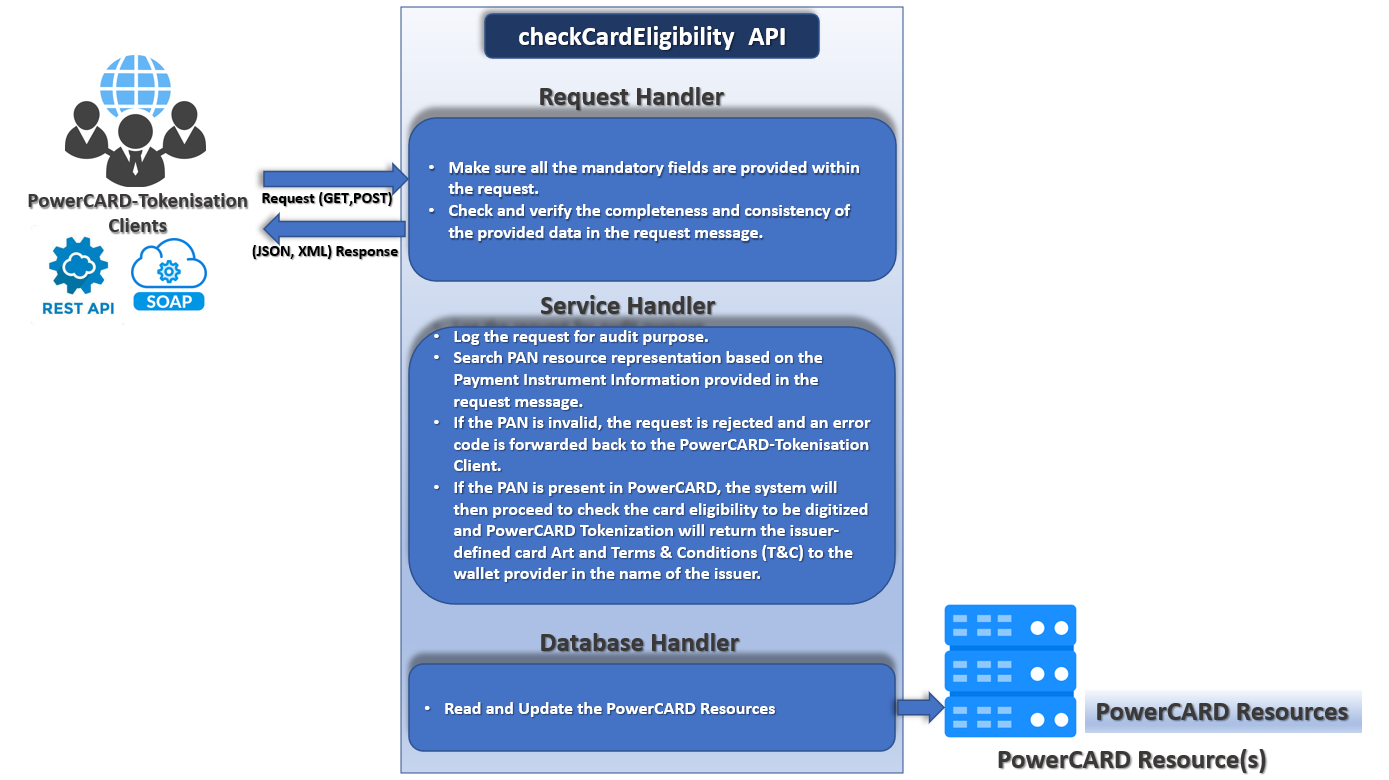 checkCardEligibility API
Request Handler
• Make sure all the mandatory fields are provided within
the request.
• Check and verify the completeness and consistency of
the provided data in the request message.
PowerCARD-Tokenisation
Clients
REST API
SOAP
Request (GET,POST)
(JSON, XML) Response
Service Handler
• Log the request for audit purpose.
• Search PAN resource representation based on the
Payment Instrument Information provided in the
request message.
• If the PAN is invalid, the request is rejected and an error
code is forwarded back to the PowerCARD-Tokenisation
Client.
• If the PAN is present in PowerCARD, the system will
then proceed to check the card eligibility to be digitized
and PowerCARD Tokenization will return the issuer-
defined card Art and Terms & Conditions (T&C) to the
wallet provider in the name of the issuer.
Database Handler
• Read and Update the PowerCARD Resources
PowerCARD Resources
PowerCARD Resource(s)